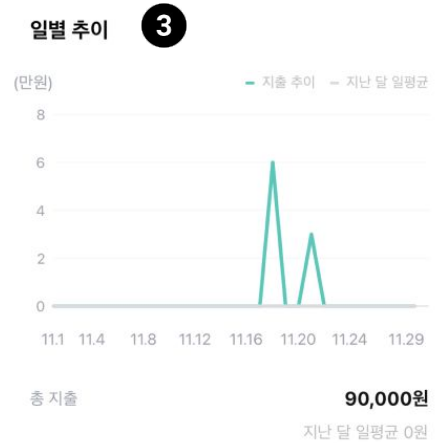 일별 추이 3
(만원) 지출 추이 지난 달 일평균
8
6
4
2
0
11.1 11.4 11.8 11.12 11.16 11.20 11.24 11.29
총 지출 90,000원
지난 달 일평균 0원